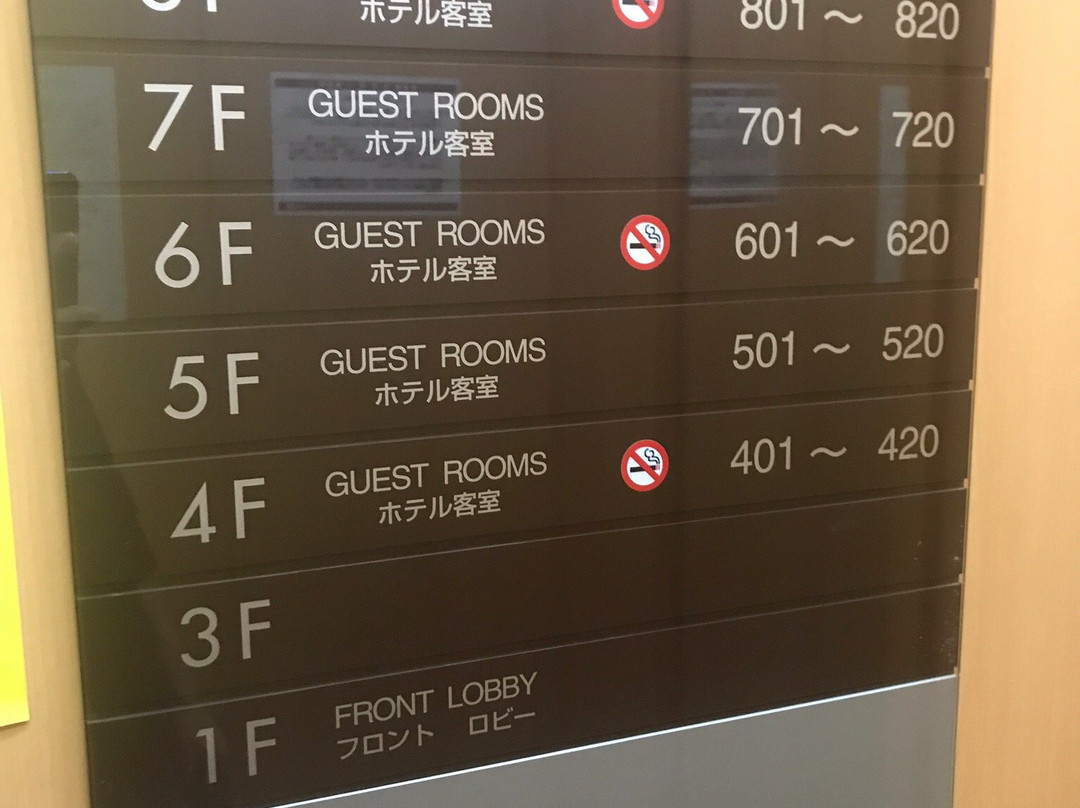 ホテル客室
801 ～ 820
7F GUEST ROOMS 701 ～ 720
ホテル客室
6F GUEST ROOMS 601 ～ 620
ホテル客室
5F GUEST ROOMS 501 ～ 520
ホテル客室
4F GUEST ROOMS 401 ～ 420
ホテル客室
3F
1F FRONT LOBBY
フロント ロビー